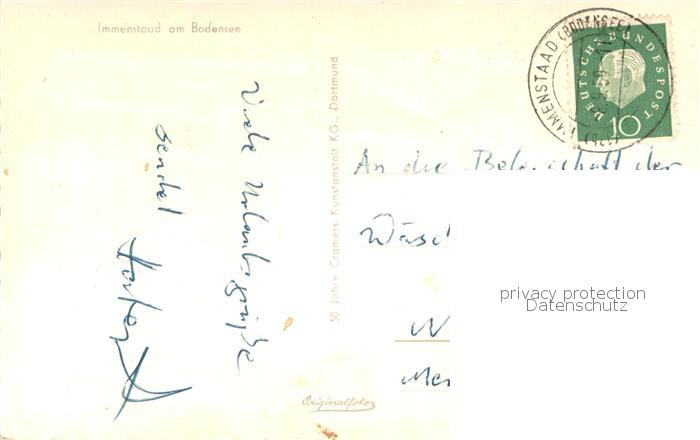 Immenstaad am Bodensee
Viele Urlaubsgrüße
sendet
50 Jahre Cramers Kunstanstalt KG., Dortmund
IMMENSTAAD (BODENSEE)
DEUTSCHE BUNDESPOST
10
An die Belegschaft der
privacy protection
Datenschutz
Originalfoto